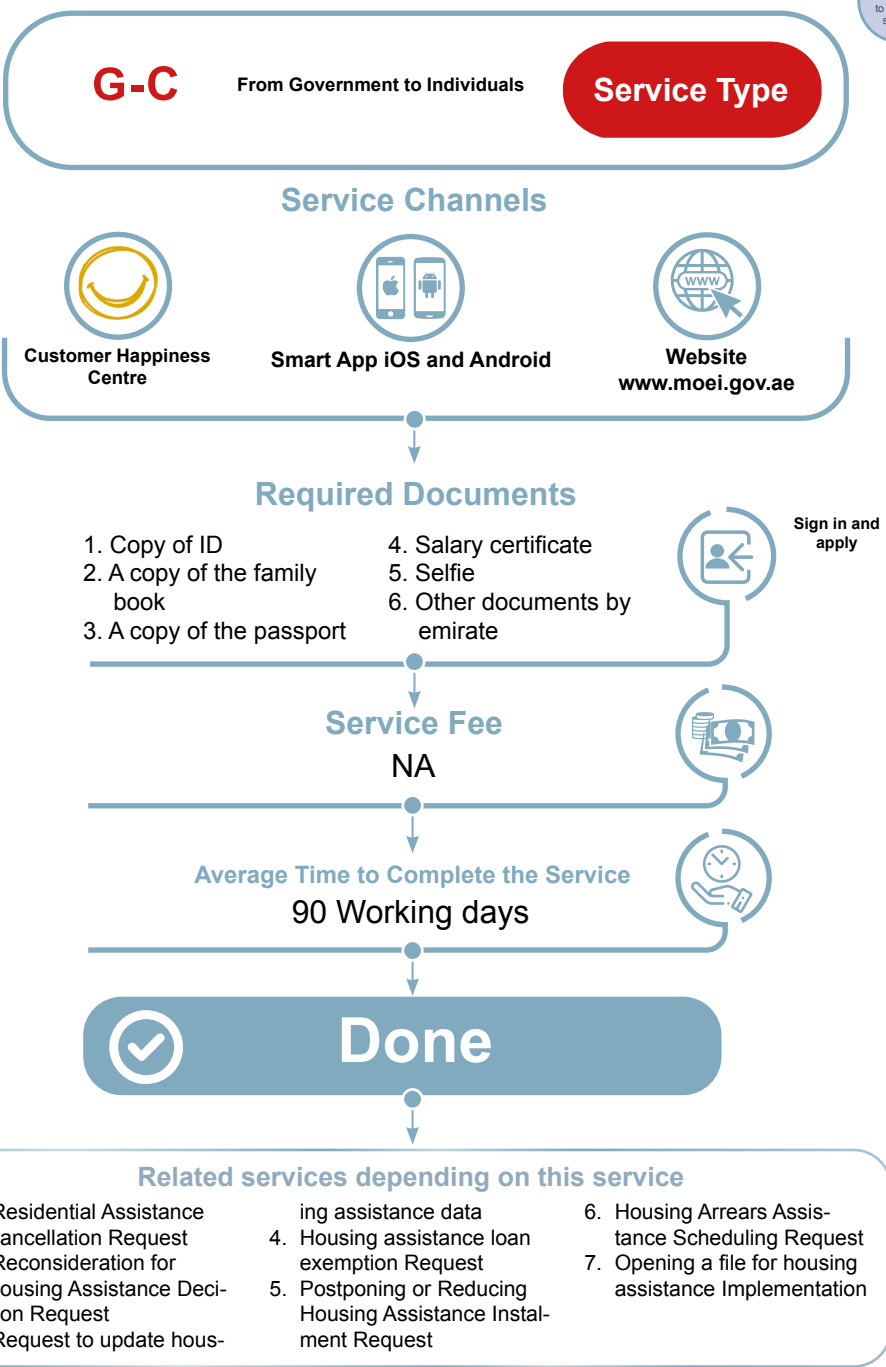 to
s
G-C
From Government to Individuals
Service Type
Service Channels
Customer Happiness
Centre
Smart App iOS and Android
WWW
Website
www.moei.gov.ae
Required Documents
1. Copy of ID
2. A copy of the family
book
3. A copy of the passport
4. Salary certificate
5. Selfie
6. Other documents by
emirate
Sign in and
apply
Service Fee
NA
Average Time to Complete the Service
90 Working days
Done
Related services depending on this service
Residential Assistance
ancellation Request
Reconsideration for
ousing Assistance Deci-
on Request
Request to update hous-
ing assistance data
4. Housing assistance loan
exemption Request
5. Postponing or Reducing
Housing Assistance Instal-
ment Request
6. Housing Arrears Assis-
tance Scheduling Request
7. Opening a file for housing
assistance Implementation